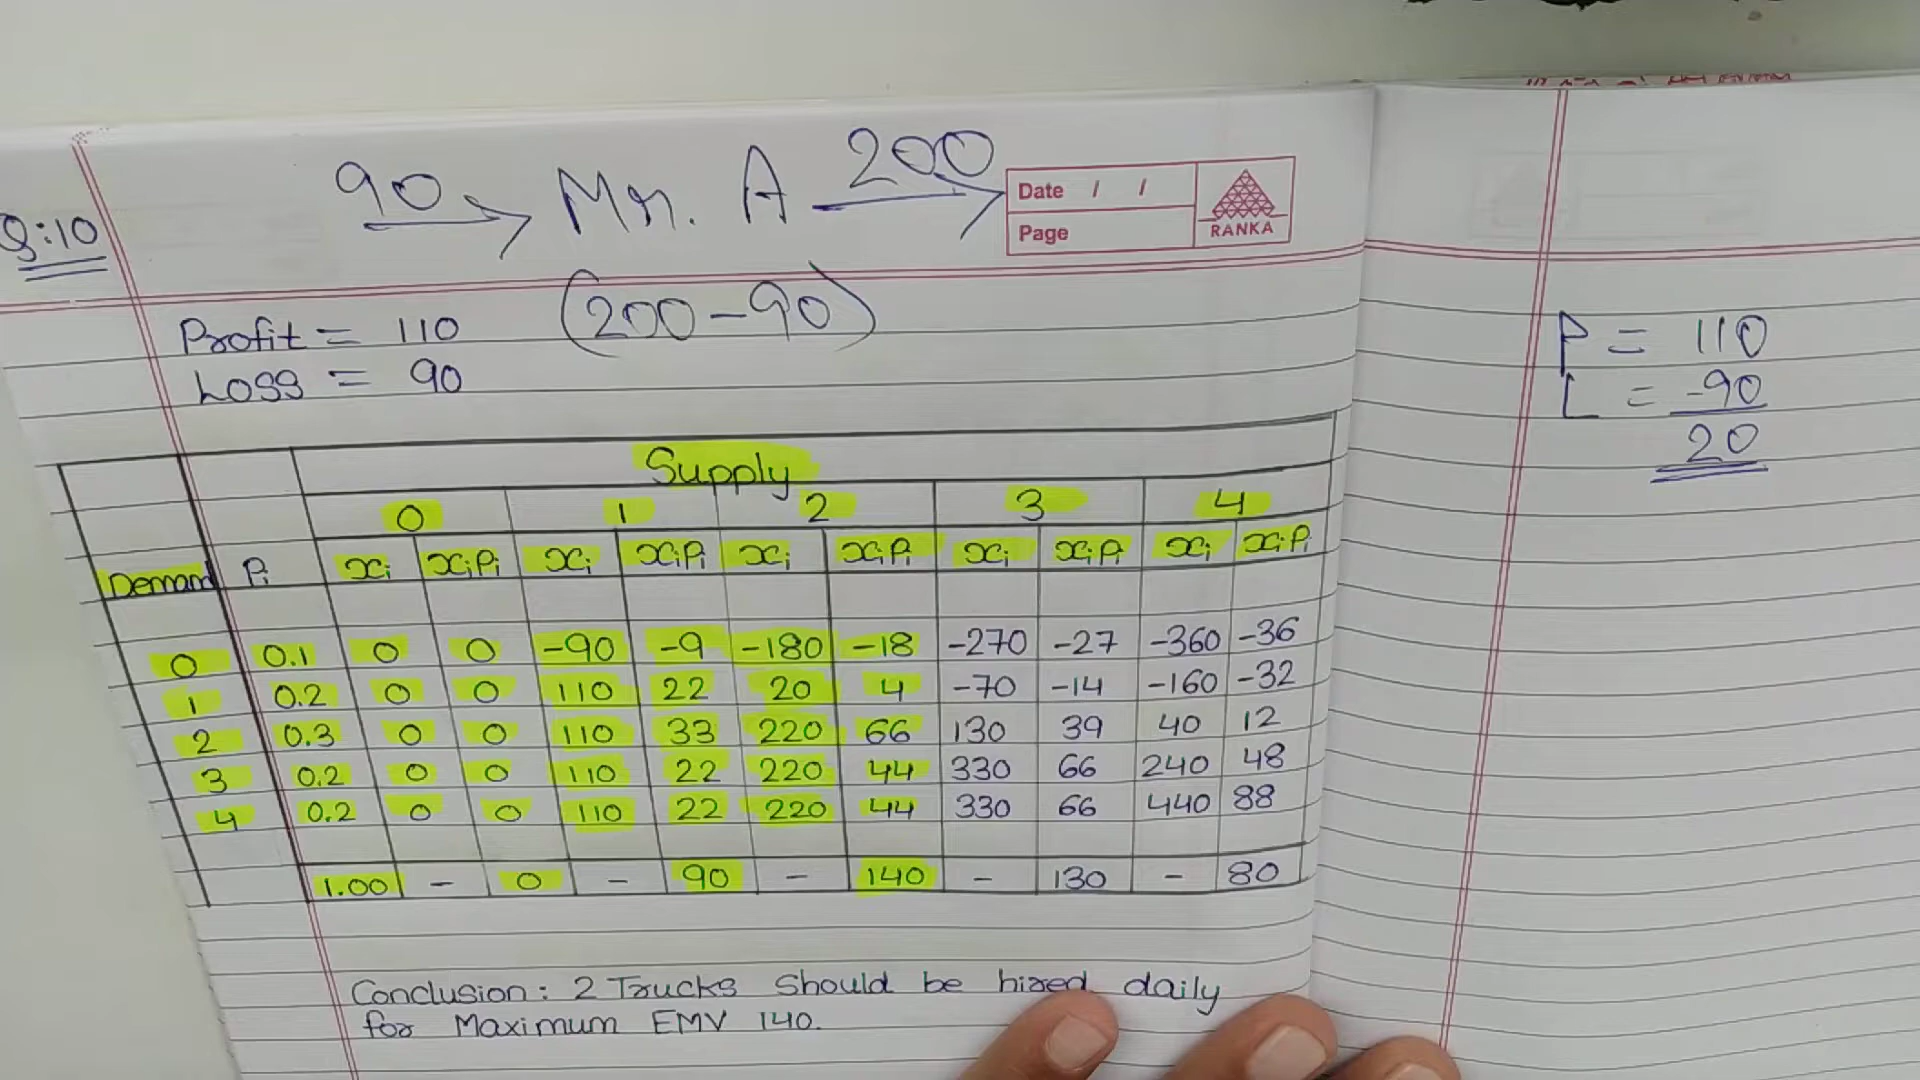 90 → Mr. A 200 →
Date / /
Page
RANKA
Q:10
Profit = 110 (200-90)
Loss = 90
P = 110
L = -90
20
Supply
0 1 2 3 4
Demand Pi xi xiPi xi xiPi xi xiPi xi xiPi xi xiPi
0 0.1 0 0 -90 -9 -180 -18 -270 -27 -360 -36
1 0.2 0 0 110 22 20 4 -70 -14 -160 -32
2 0.3 0 0 110 33 220 66 130 39 40 12
3 0.2 0 0 110 22 220 44 330 66 240 48
4 0.2 0 0 110 22 220 44 330 66 440 88
1.00 - 0 - 90 - 140 - 130 - 80
Conclusion: 2 Trucks should be hired daily
for Maximum EMV 140.